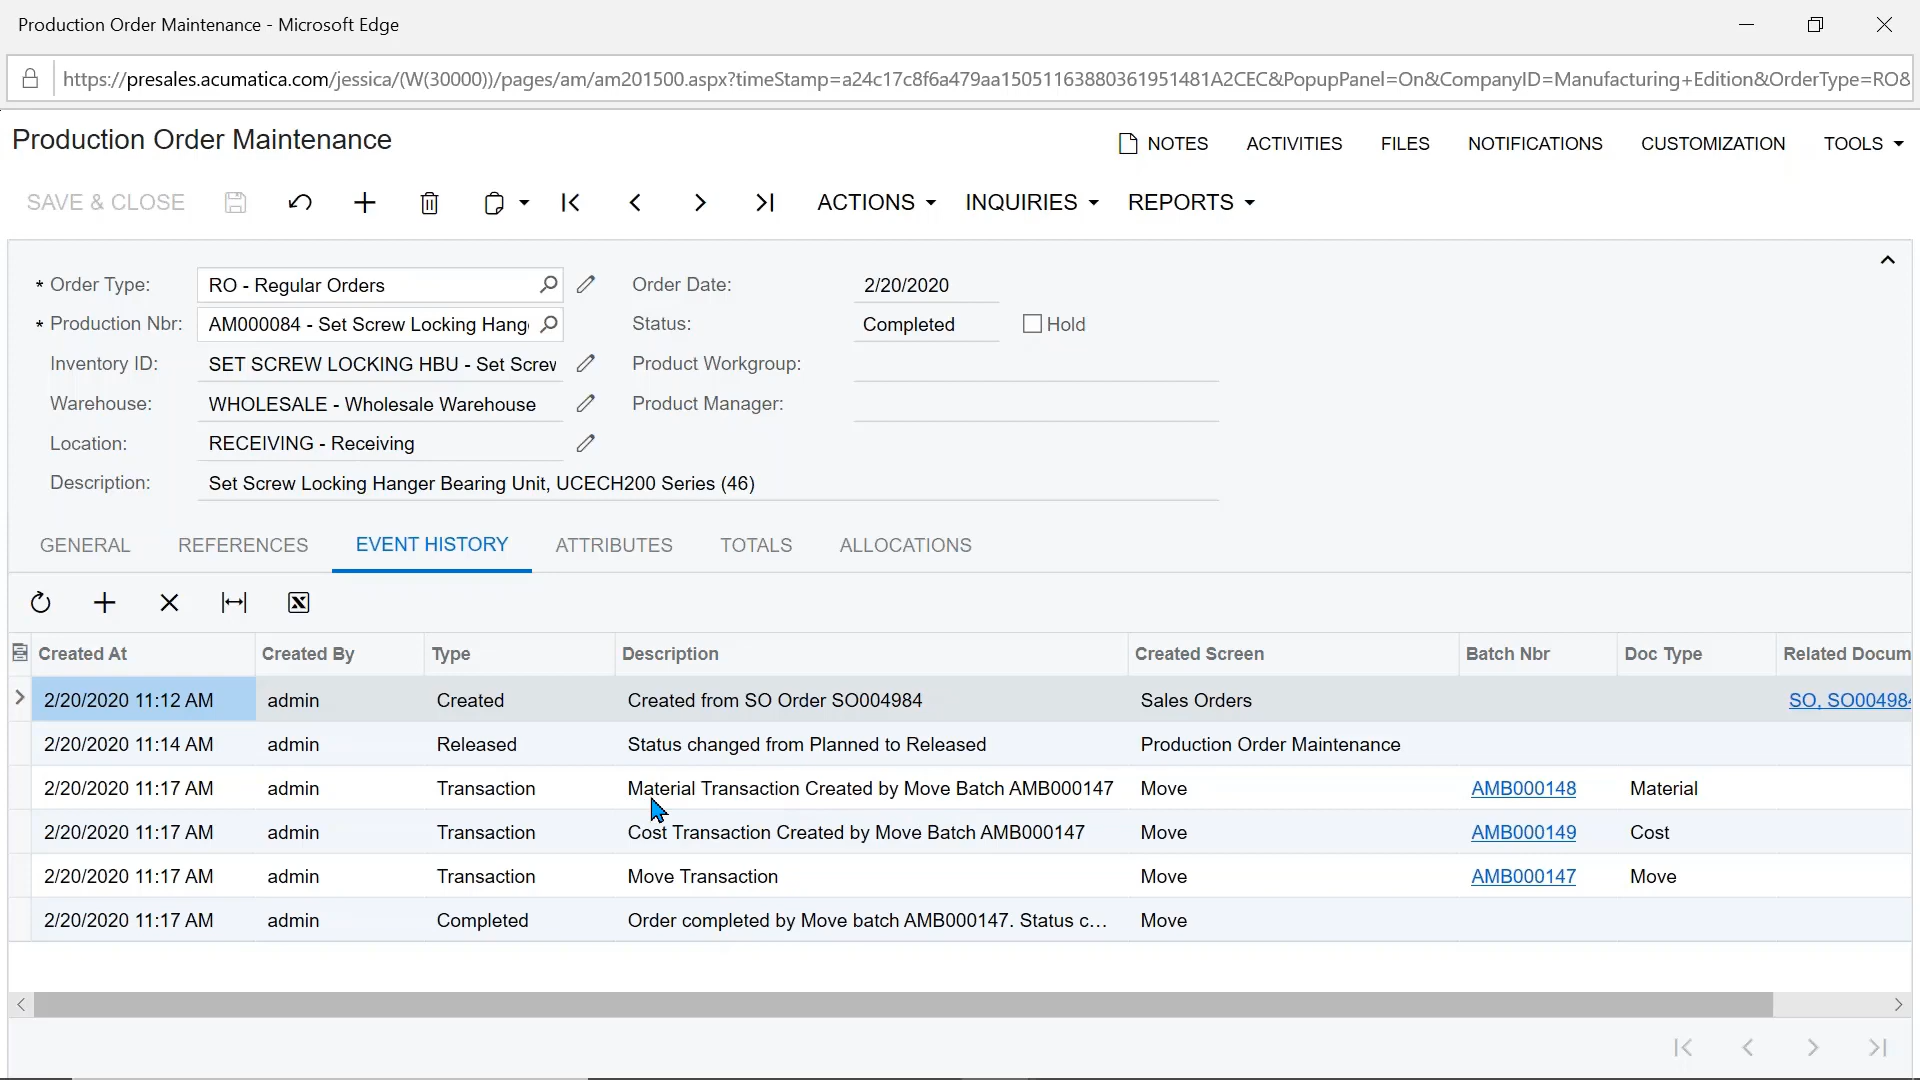 Production Order Maintenance - Microsoft Edge
https://presales.acumatica.com/jessica/(W(30000))/pages/am/am201500.aspx?timeStamp=a24c17c8f6a479aa15051163880361951481A2CEC&PopupPanel=On&CompanyID=Manufacturing+Edition&OrderType=RO&
Production Order Maintenance NOTES ACTIVITIES FILES NOTIFICATIONS CUSTOMIZATION TOOLS
SAVE & CLOSE ACTIONS INQUIRIES REPORTS
* Order Type: RO - Regular Orders Order Date: 2/20/2020
* Production Nbr: AM000084 - Set Screw Locking Hang Status: Completed Hold
Inventory ID: SET SCREW LOCKING HBU - Set Screw Product Workgroup:
Warehouse: WHOLESALE - Wholesale Warehouse Product Manager:
Location: RECEIVING - Receiving
Description: Set Screw Locking Hanger Bearing Unit, UCECH200 Series (46)
GENERAL REFERENCES EVENT HISTORY ATTRIBUTES TOTALS ALLOCATIONS
Created At Created By Type Description Created Screen Batch Nbr Doc Type Related Docum
2/20/2020 11:12 AM admin Created Created from SO Order SO004984 Sales Orders SO, SO004984
2/20/2020 11:14 AM admin Released Status changed from Planned to Released Production Order Maintenance
2/20/2020 11:17 AM admin Transaction Material Transaction Created by Move Batch AMB000147 Move AMB000148 Material
2/20/2020 11:17 AM admin Transaction Cost Transaction Created by Move Batch AMB000147 Move AMB000149 Cost
2/20/2020 11:17 AM admin Transaction Move Transaction Move AMB000147 Move
2/20/2020 11:17 AM admin Completed Order completed by Move batch AMB000147. Status c... Move